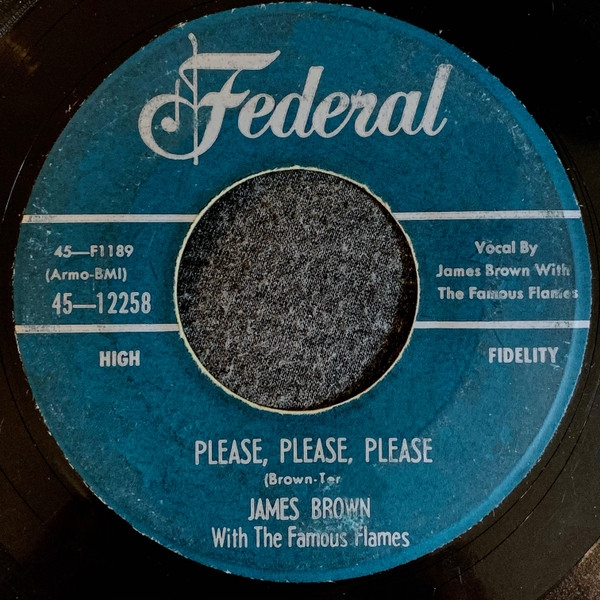 Federal
45—F1189
(Armo-BMI)
45—12258
Vocal By
James Brown With
The Famous Flames
HIGH
FIDELITY
PLEASE, PLEASE, PLEASE
(Brown-Ter
JAMES BROWN
With The Famous Flames